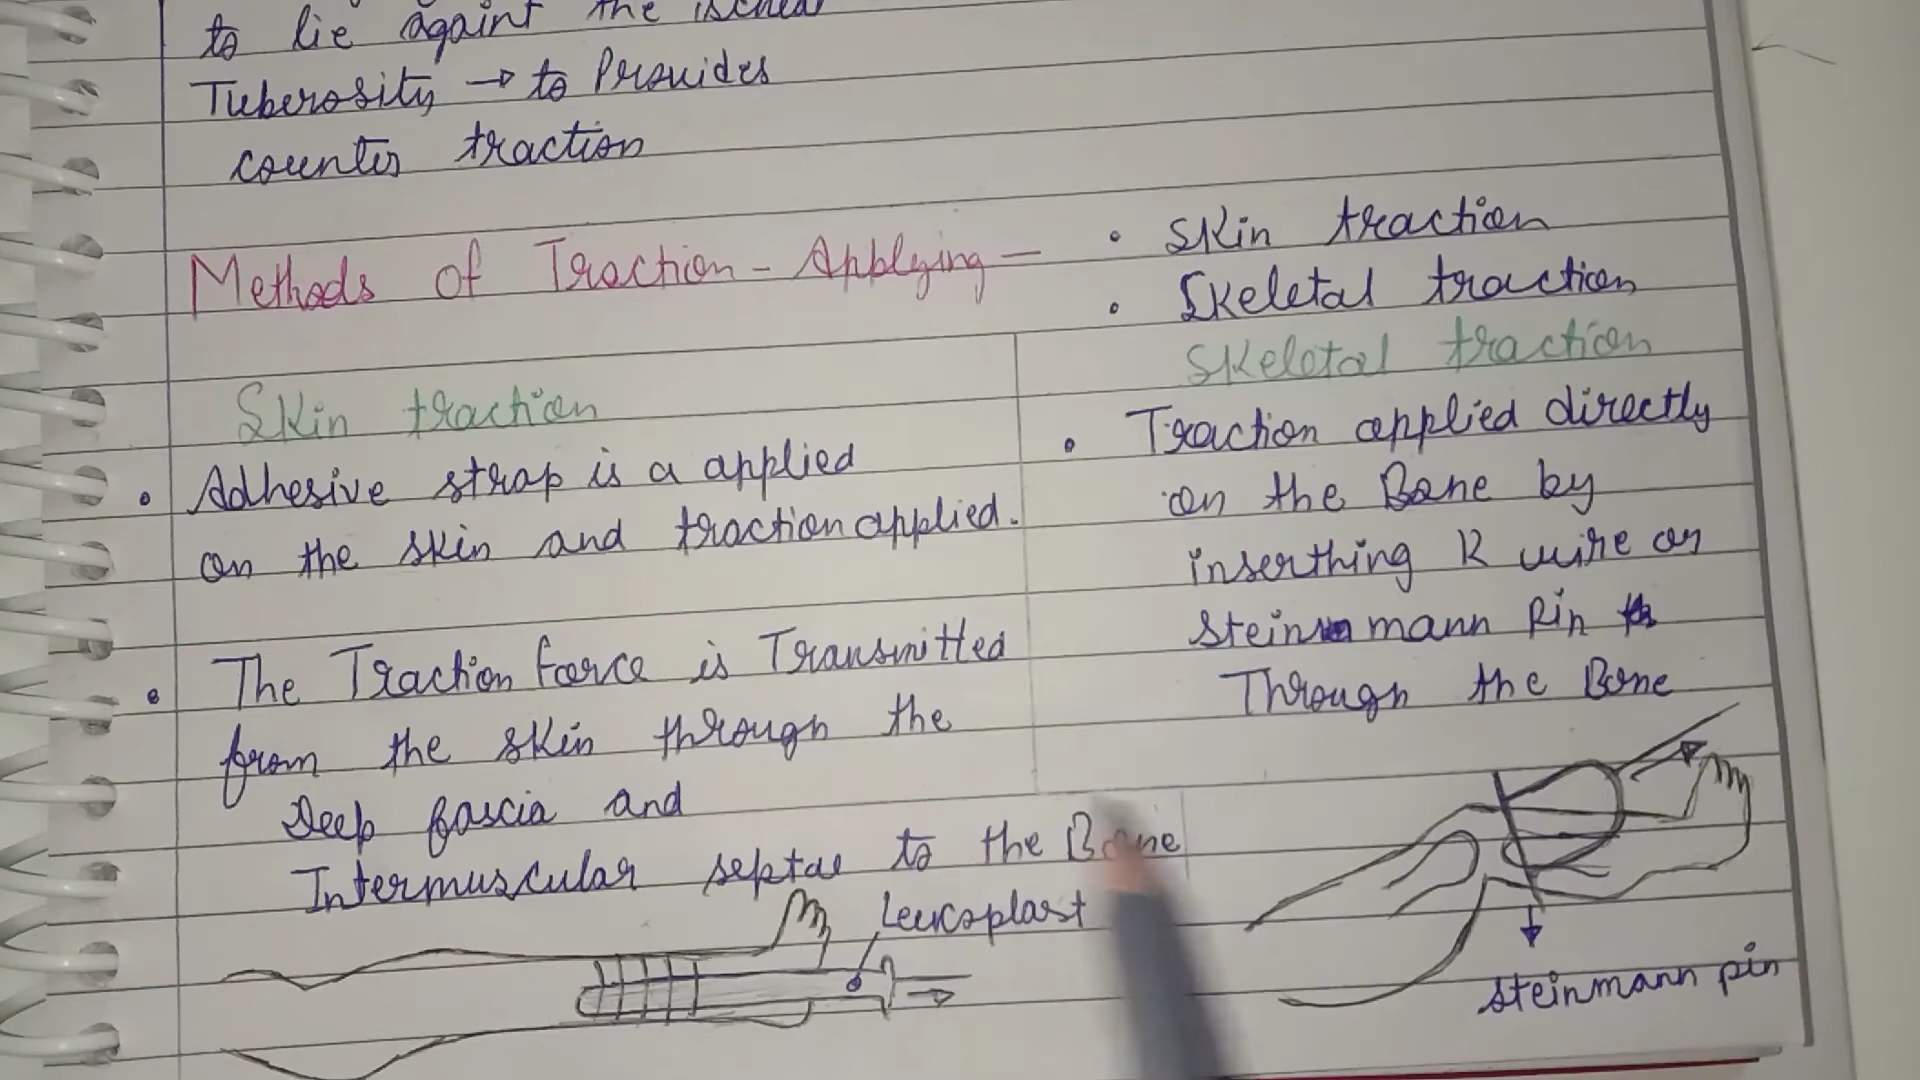 to lie againt the ischeal
Tuberosity → to Provides
counter traction
Methods of Traction - Applying —
• Skin traction
• Skeletal traction
Skin traction
• Adhesive strap is a applied
on the skin and traction applied.
• The Traction force is Transmitted
from the skin through the
Deep fascia and
Intermuscular septae to the Bone
Leucoplast
Skeletal traction
• Traction applied directly
on the Bone by
inserthing K wire or
steinmann Pin
Through the Bone
steinmann pin